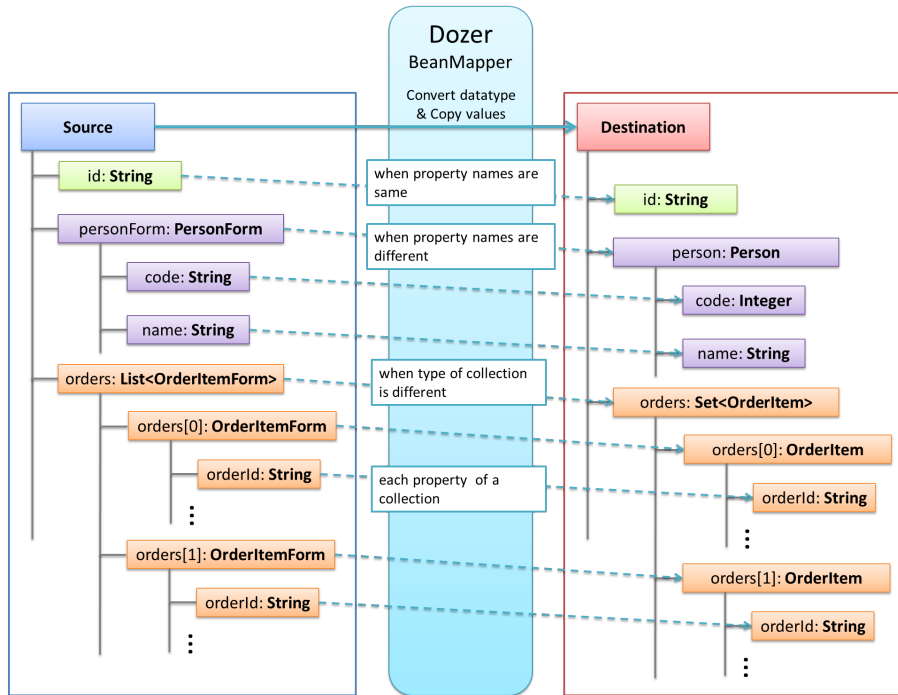 Dozer
BeanMapper
Convert datatype
& Copy values
Source
Destination
id: String
when property names are
same
id: String
personForm: PersonForm
when property names are
different
person: Person
code: String
code: Integer
name: String
name: String
orders: List<OrderItemForm>
when type of collection
is different
orders: Set<OrderItem>
orders[0]: OrderItemForm
orders[0]: OrderItem
orderId: String
each property of a
collection
orderId: String
orders[1]: OrderItemForm
orders[1]: OrderItem
orderId: String
orderId: String